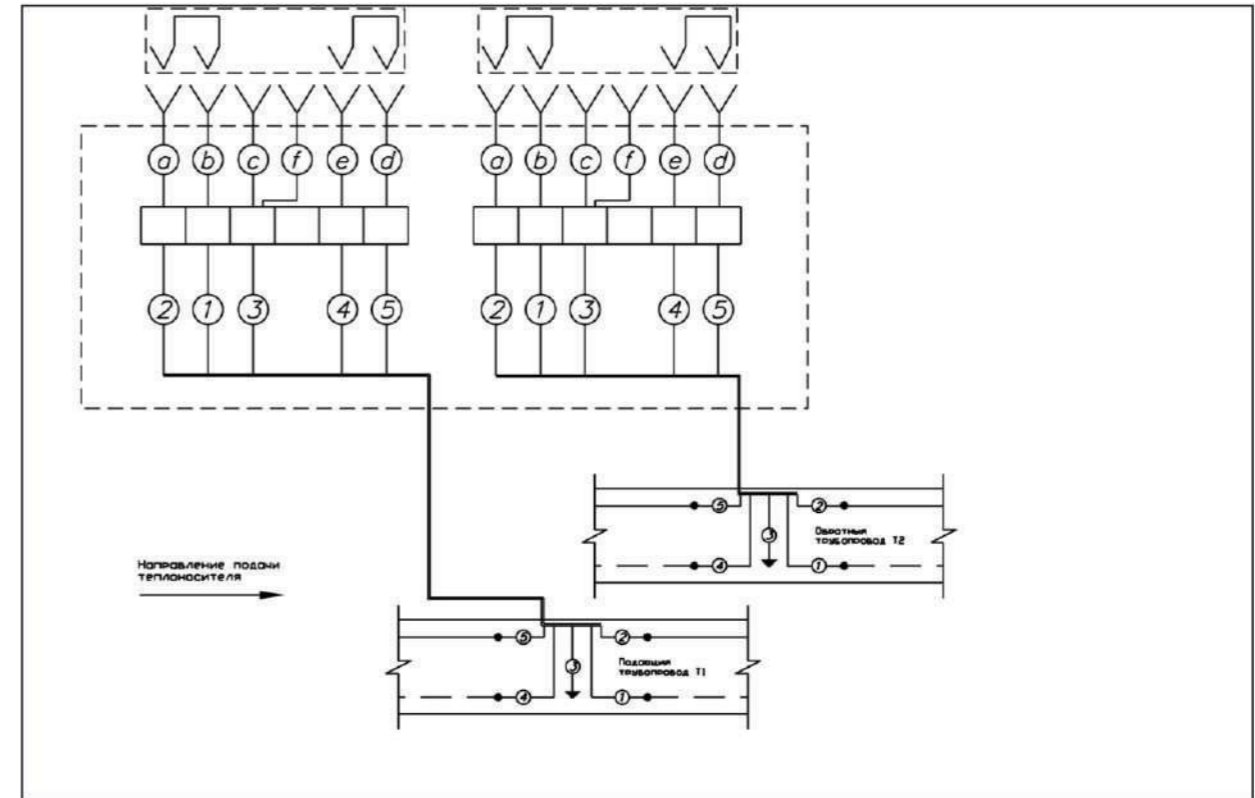 a b c f e d a b c f e d
2 1 3 4 5 2 1 3 4 5
5 2
3 Обратный
трубопровод Т2
4 1
Направление подачи
теплоносителя
5 2
3 Подающий
трубопровод Т1
4 1